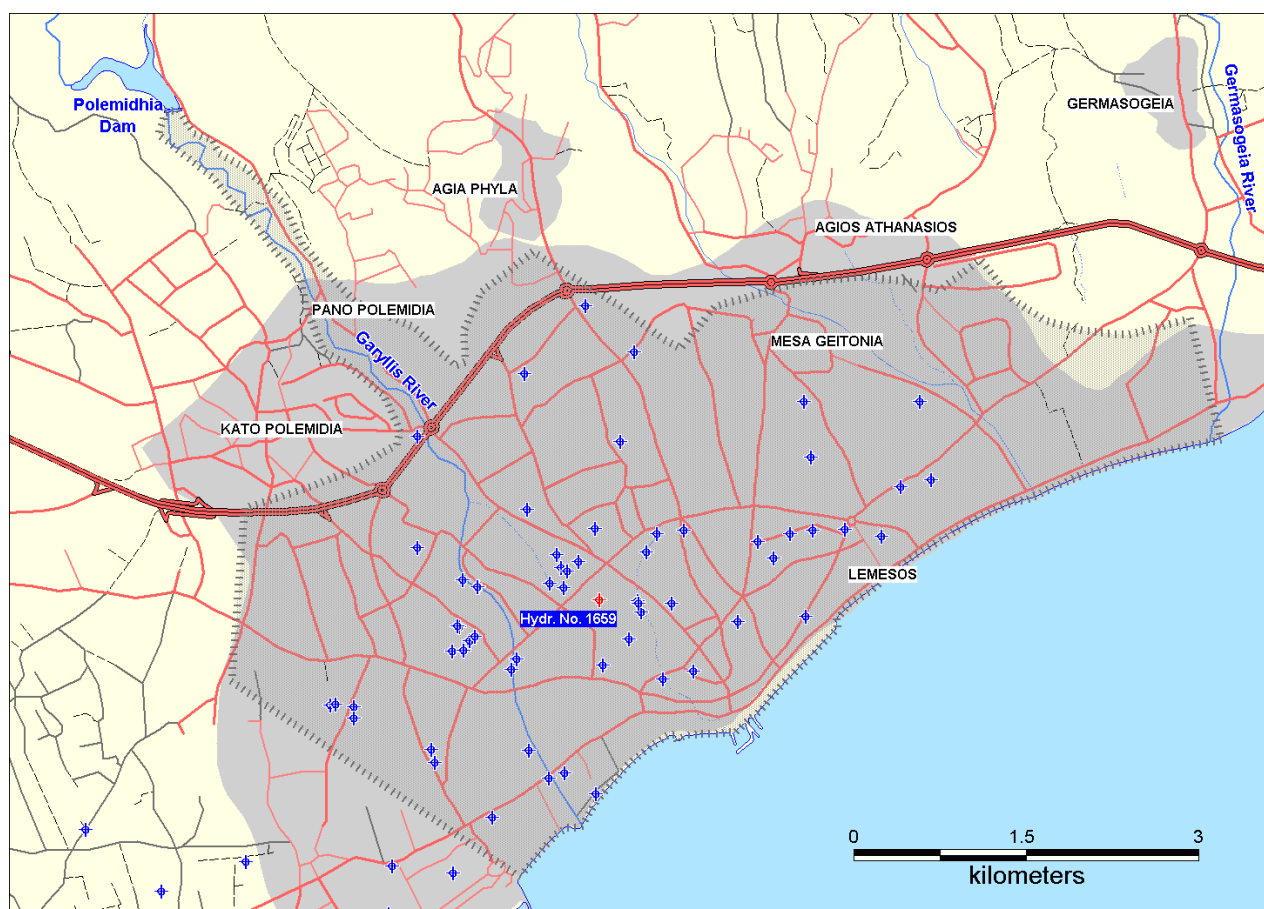 Polemidhia
Dam
GERMASOGEIA
Germasogeia River
AGIA PHYLA
AGIOS ATHANASIOS
PANO POLEMIDIA
MESA GEITONIA
Garyllis River
KATO POLEMIDIA
LEMESOS
Hydr. No. 1659
0 1.5 3
kilometers